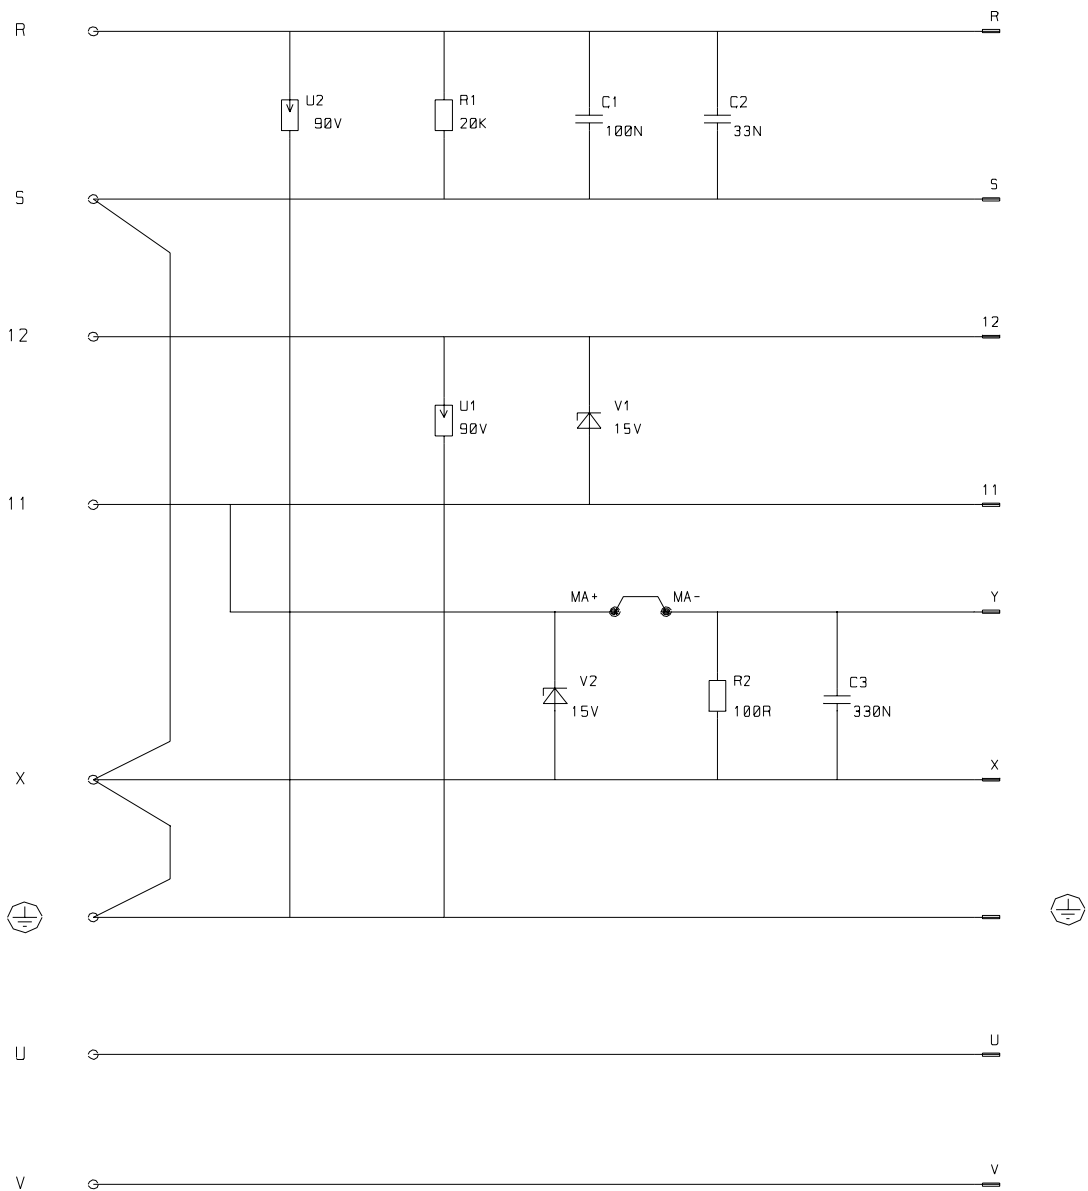 R
R
U2
90V
R1
20K
C1
100N
C2
33N
S
S
12
12
U1
90V
V1
15V
11
11
MA+
MA-
Y
V2
15V
R2
100R
C3
330N
X
X
U
U
V
V